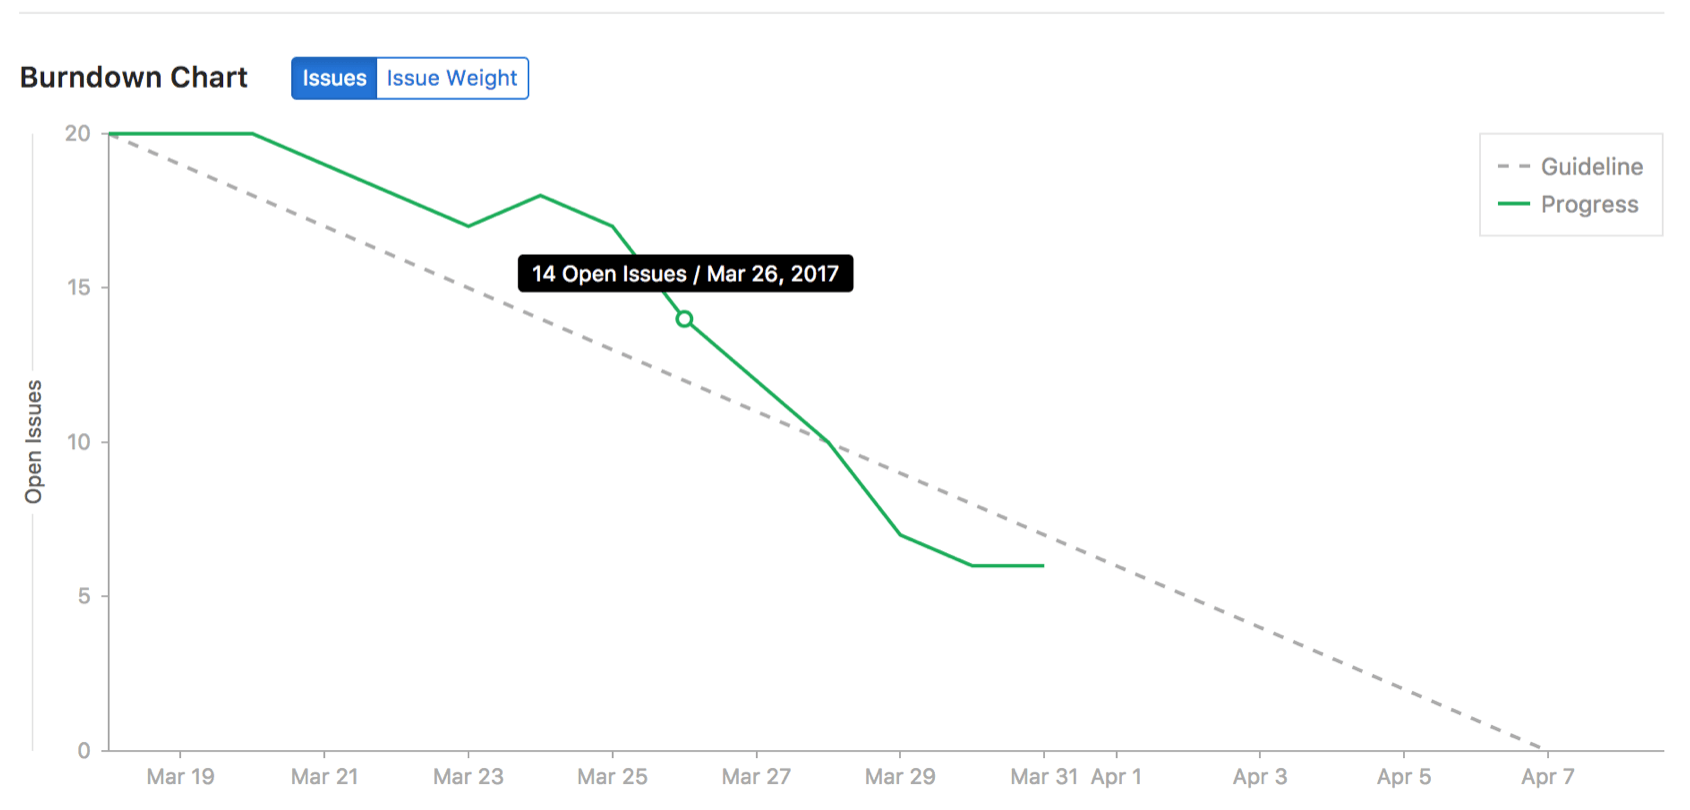 Burndown Chart
Issues
Issue Weight
20
15
10
5
0
Open Issues
14 Open Issues / Mar 26, 2017
Guideline
Progress
Mar 19
Mar 21
Mar 23
Mar 25
Mar 27
Mar 29
Mar 31
Apr 1
Apr 3
Apr 5
Apr 7